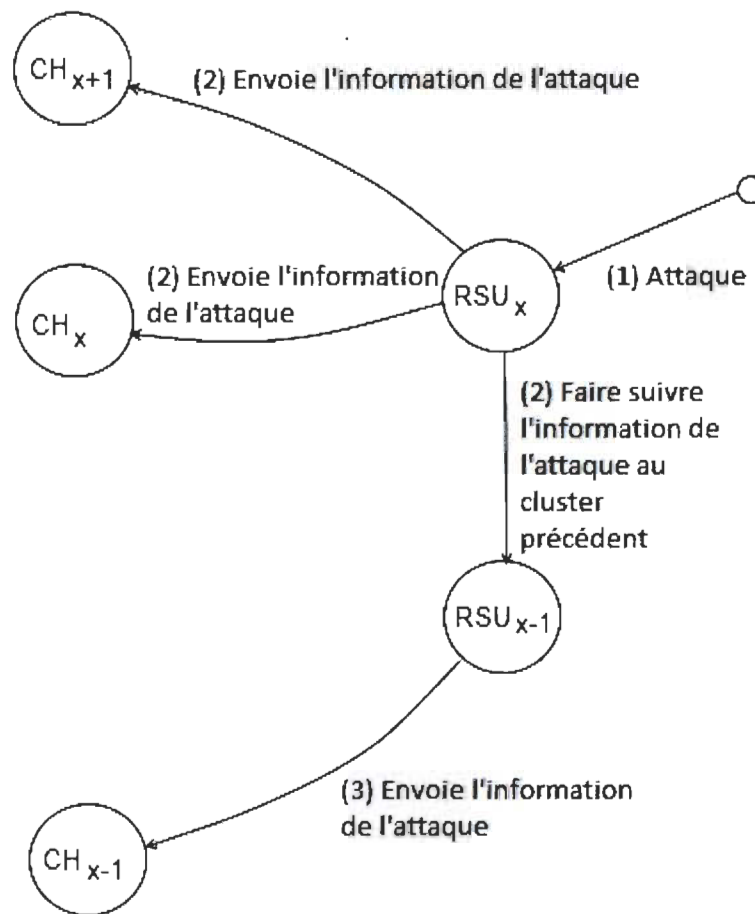 CH x+1
(2) Envoie l'information de l'attaque
(2) Envoie l'information
de l'attaque
CH x
RSU x
(1) Attaque
(2) Faire suivre
l'information de
l'attaque au
cluster
précédent
RSU x-1
(3) Envoie l'information
de l'attaque
CH x-1